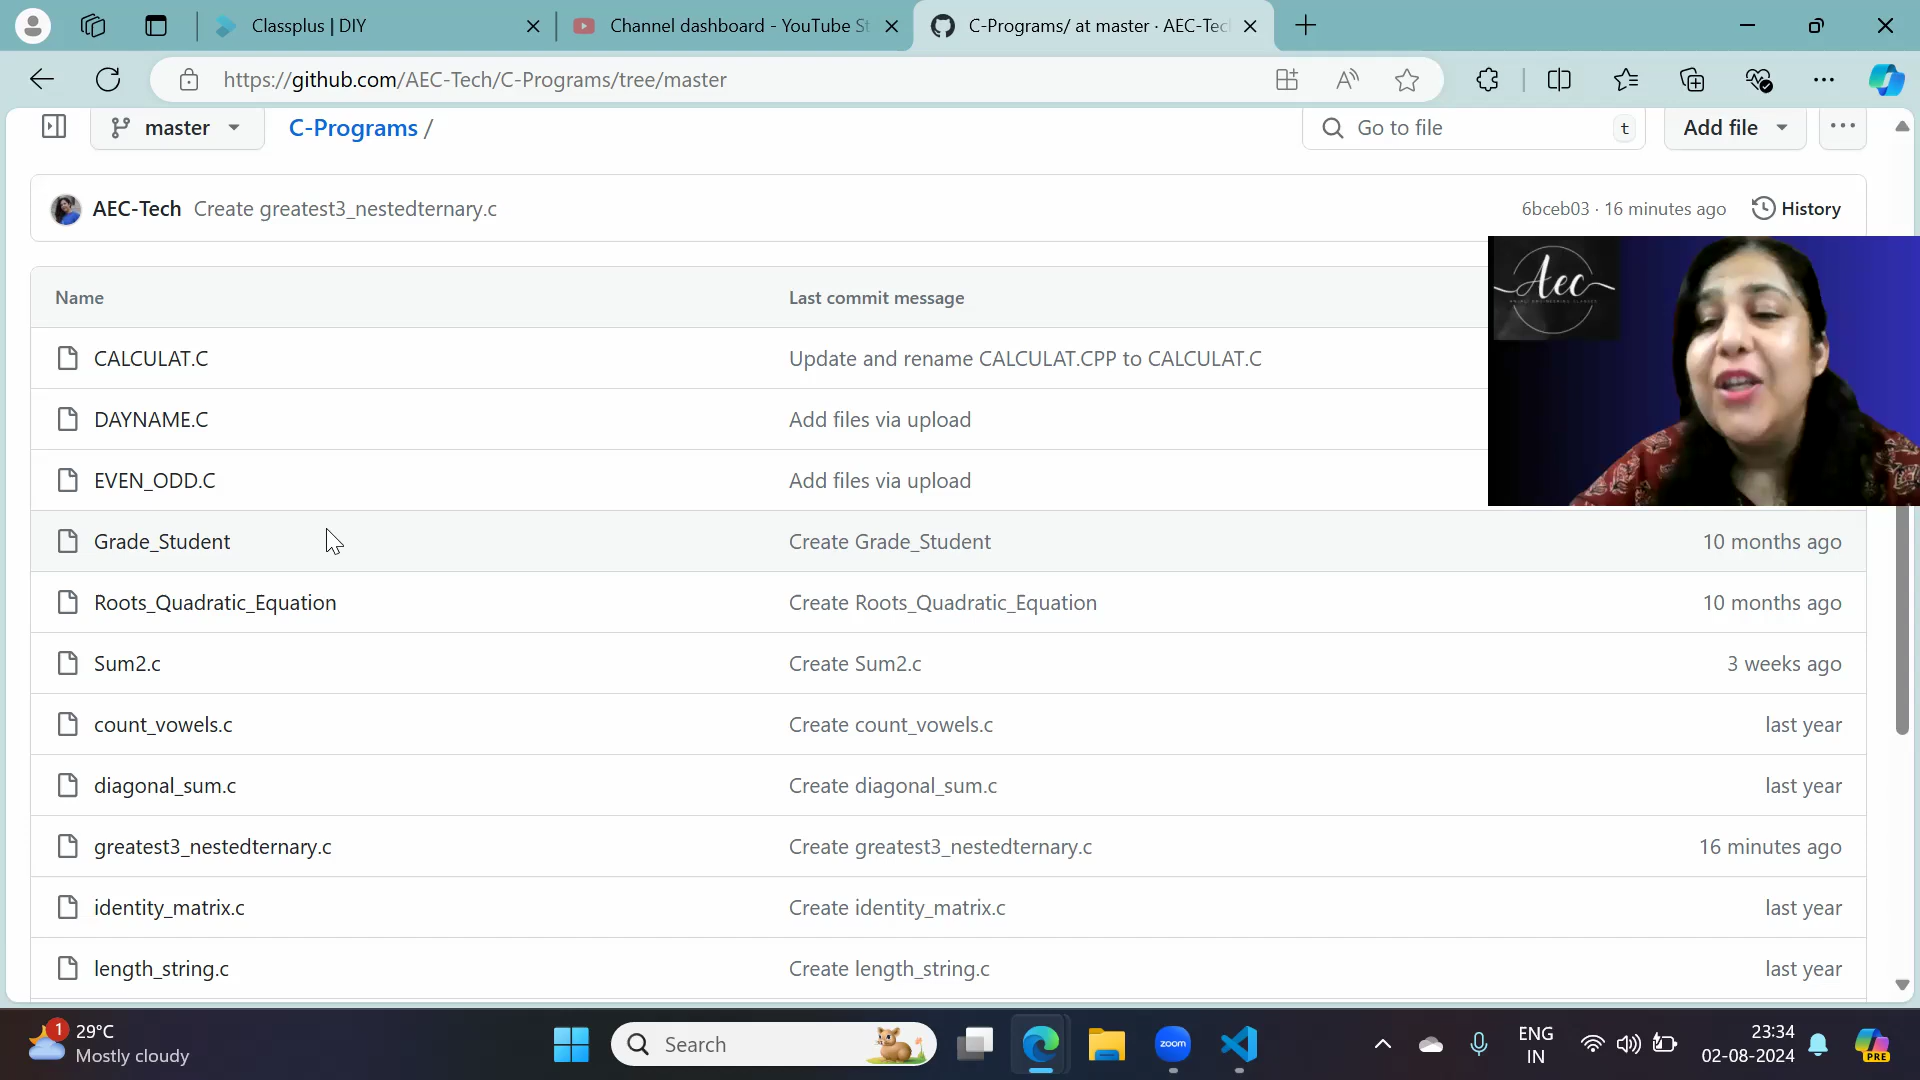 Classplus | DIY
Channel dashboard - YouTube St
C-Programs/ at master · AEC-Tec
https://github.com/AEC-Tech/C-Programs/tree/master
master
C-Programs /
Go to file
t
Add file
AEC-Tech Create greatest3_nestedternary.c
6bceb03 · 16 minutes ago
History
Name
Last commit message
CALCULAT.C
Update and rename CALCULAT.CPP to CALCULAT.C
DAYNAME.C
Add files via upload
EVEN_ODD.C
Add files via upload
Grade_Student
Create Grade_Student
10 months ago
Roots_Quadratic_Equation
Create Roots_Quadratic_Equation
10 months ago
Sum2.c
Create Sum2.c
3 weeks ago
count_vowels.c
Create count_vowels.c
last year
diagonal_sum.c
Create diagonal_sum.c
last year
greatest3_nestedternary.c
Create greatest3_nestedternary.c
16 minutes ago
identity_matrix.c
Create identity_matrix.c
last year
length_string.c
Create length_string.c
last year
Aec
1
29°C
Mostly cloudy
Search
zoom
ENG
IN
23:34
02-08-2024
PRE